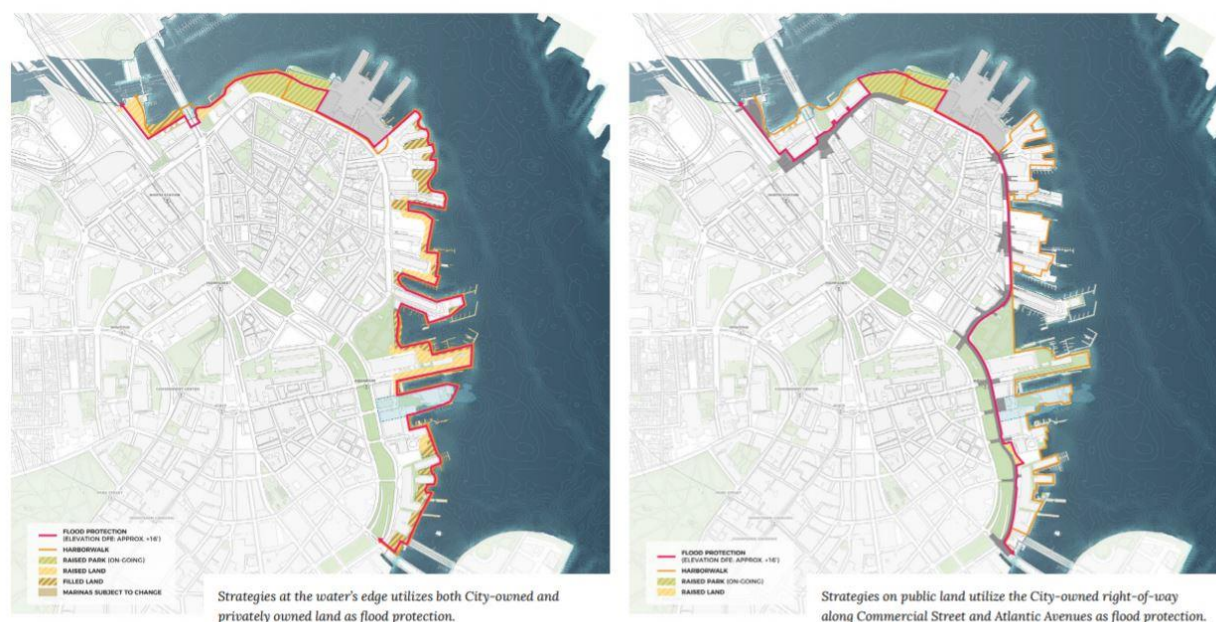 FLOOD PROTECTION
(ELEVATION DFE: APPROX. +16')
HARBORWALK
RAISED PARK (ON-GOING)
RAISED LAND
FILLED LAND
MARINAS SUBJECT TO CHANGE
Strategies at the water's edge utilizes both City-owned and
privately owned land as flood protection.
FLOOD PROTECTION
(ELEVATION DFE: APPROX. +16')
HARBORWALK
RAISED PARK (ON-GOING)
RAISED LAND
Strategies on public land utilize the City-owned right-of-way
along Commercial Street and Atlantic Avenues as flood protection.